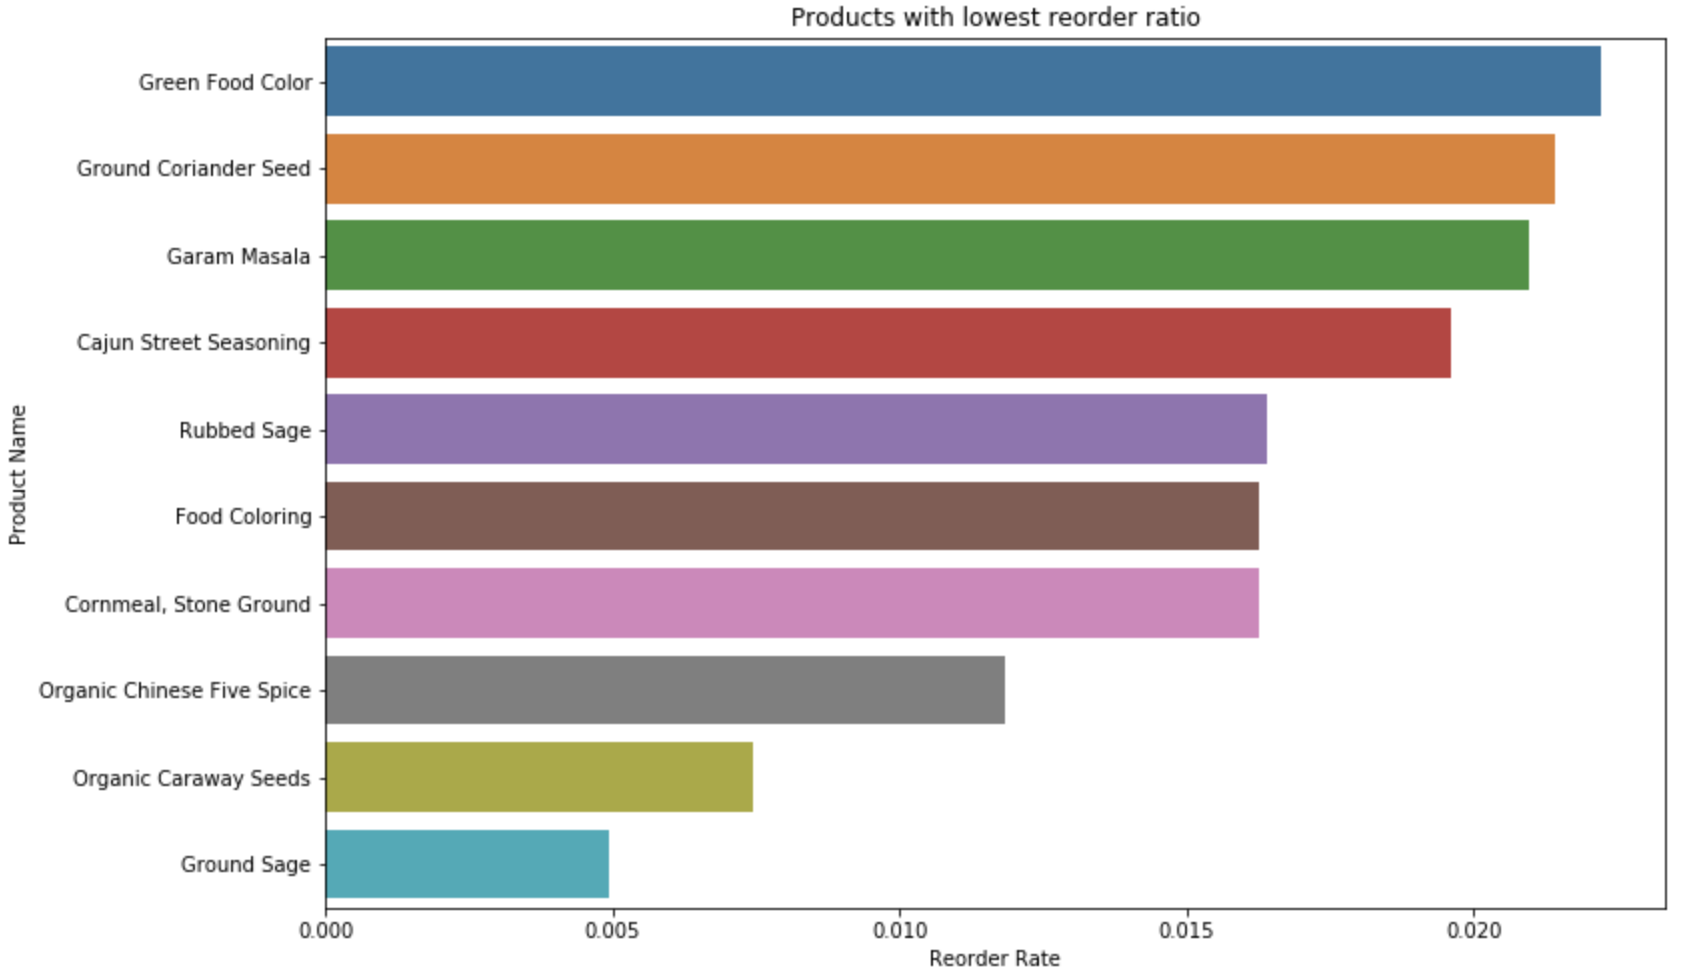 Products with lowest reorder ratio
Product Name
Green Food Color
Ground Coriander Seed
Garam Masala
Cajun Street Seasoning
Rubbed Sage
Food Coloring
Cornmeal, Stone Ground
Organic Chinese Five Spice
Organic Caraway Seeds
Ground Sage
0.000 0.005 0.010 0.015 0.020
Reorder Rate